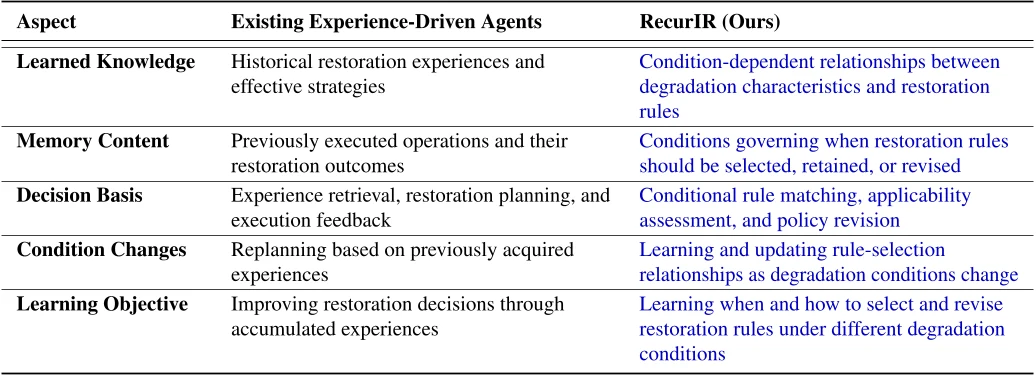 Aspect Existing Experience-Driven Agents RecurIR (Ours)
Learned Knowledge Historical restoration experiences and Condition-dependent relationships between
effective strategies degradation characteristics and restoration
rules
Memory Content Previously executed operations and their Conditions governing when restoration rules
restoration outcomes should be selected, retained, or revised
Decision Basis Experience retrieval, restoration planning, and Conditional rule matching, applicability
execution feedback assessment, and policy revision
Condition Changes Replanning based on previously acquired Learning and updating rule-selection
experiences relationships as degradation conditions change
Learning Objective Improving restoration decisions through Learning when and how to select and revise
accumulated experiences restoration rules under different degradation
conditions